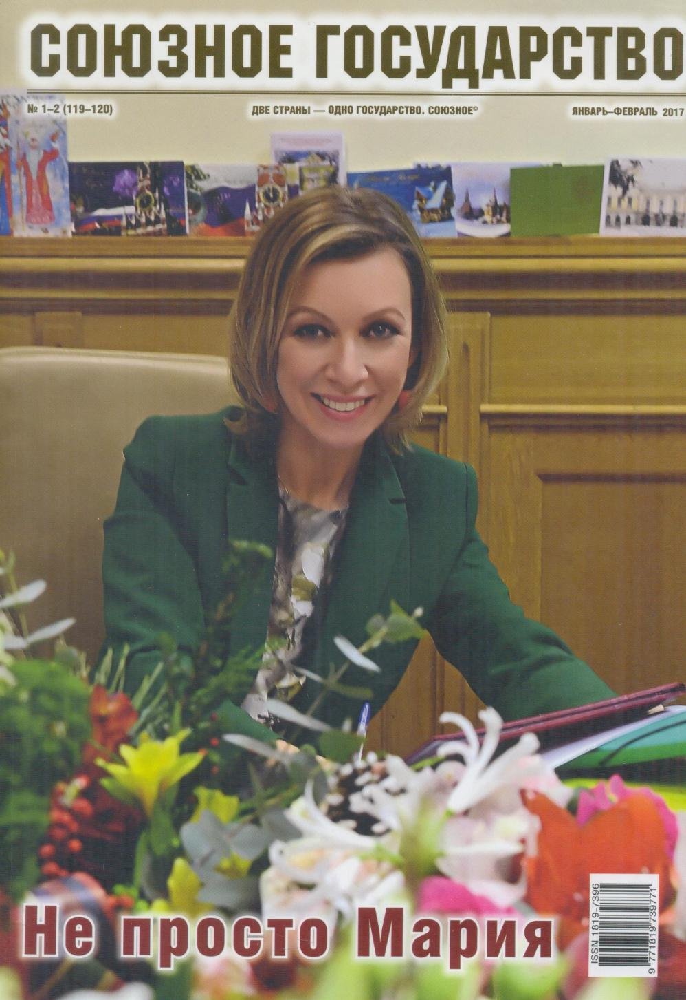 СОЮЗНОЕ ГОСУДАРСТВО
№ 1–2 (119–120)
ДВЕ СТРАНЫ — ОДНО ГОСУДАРСТВО. СОЮЗНОЕ©
ЯНВАРЬ–ФЕВРАЛЬ 2017
Не просто Мария
ISSN 1819-7396
9 771819 739771